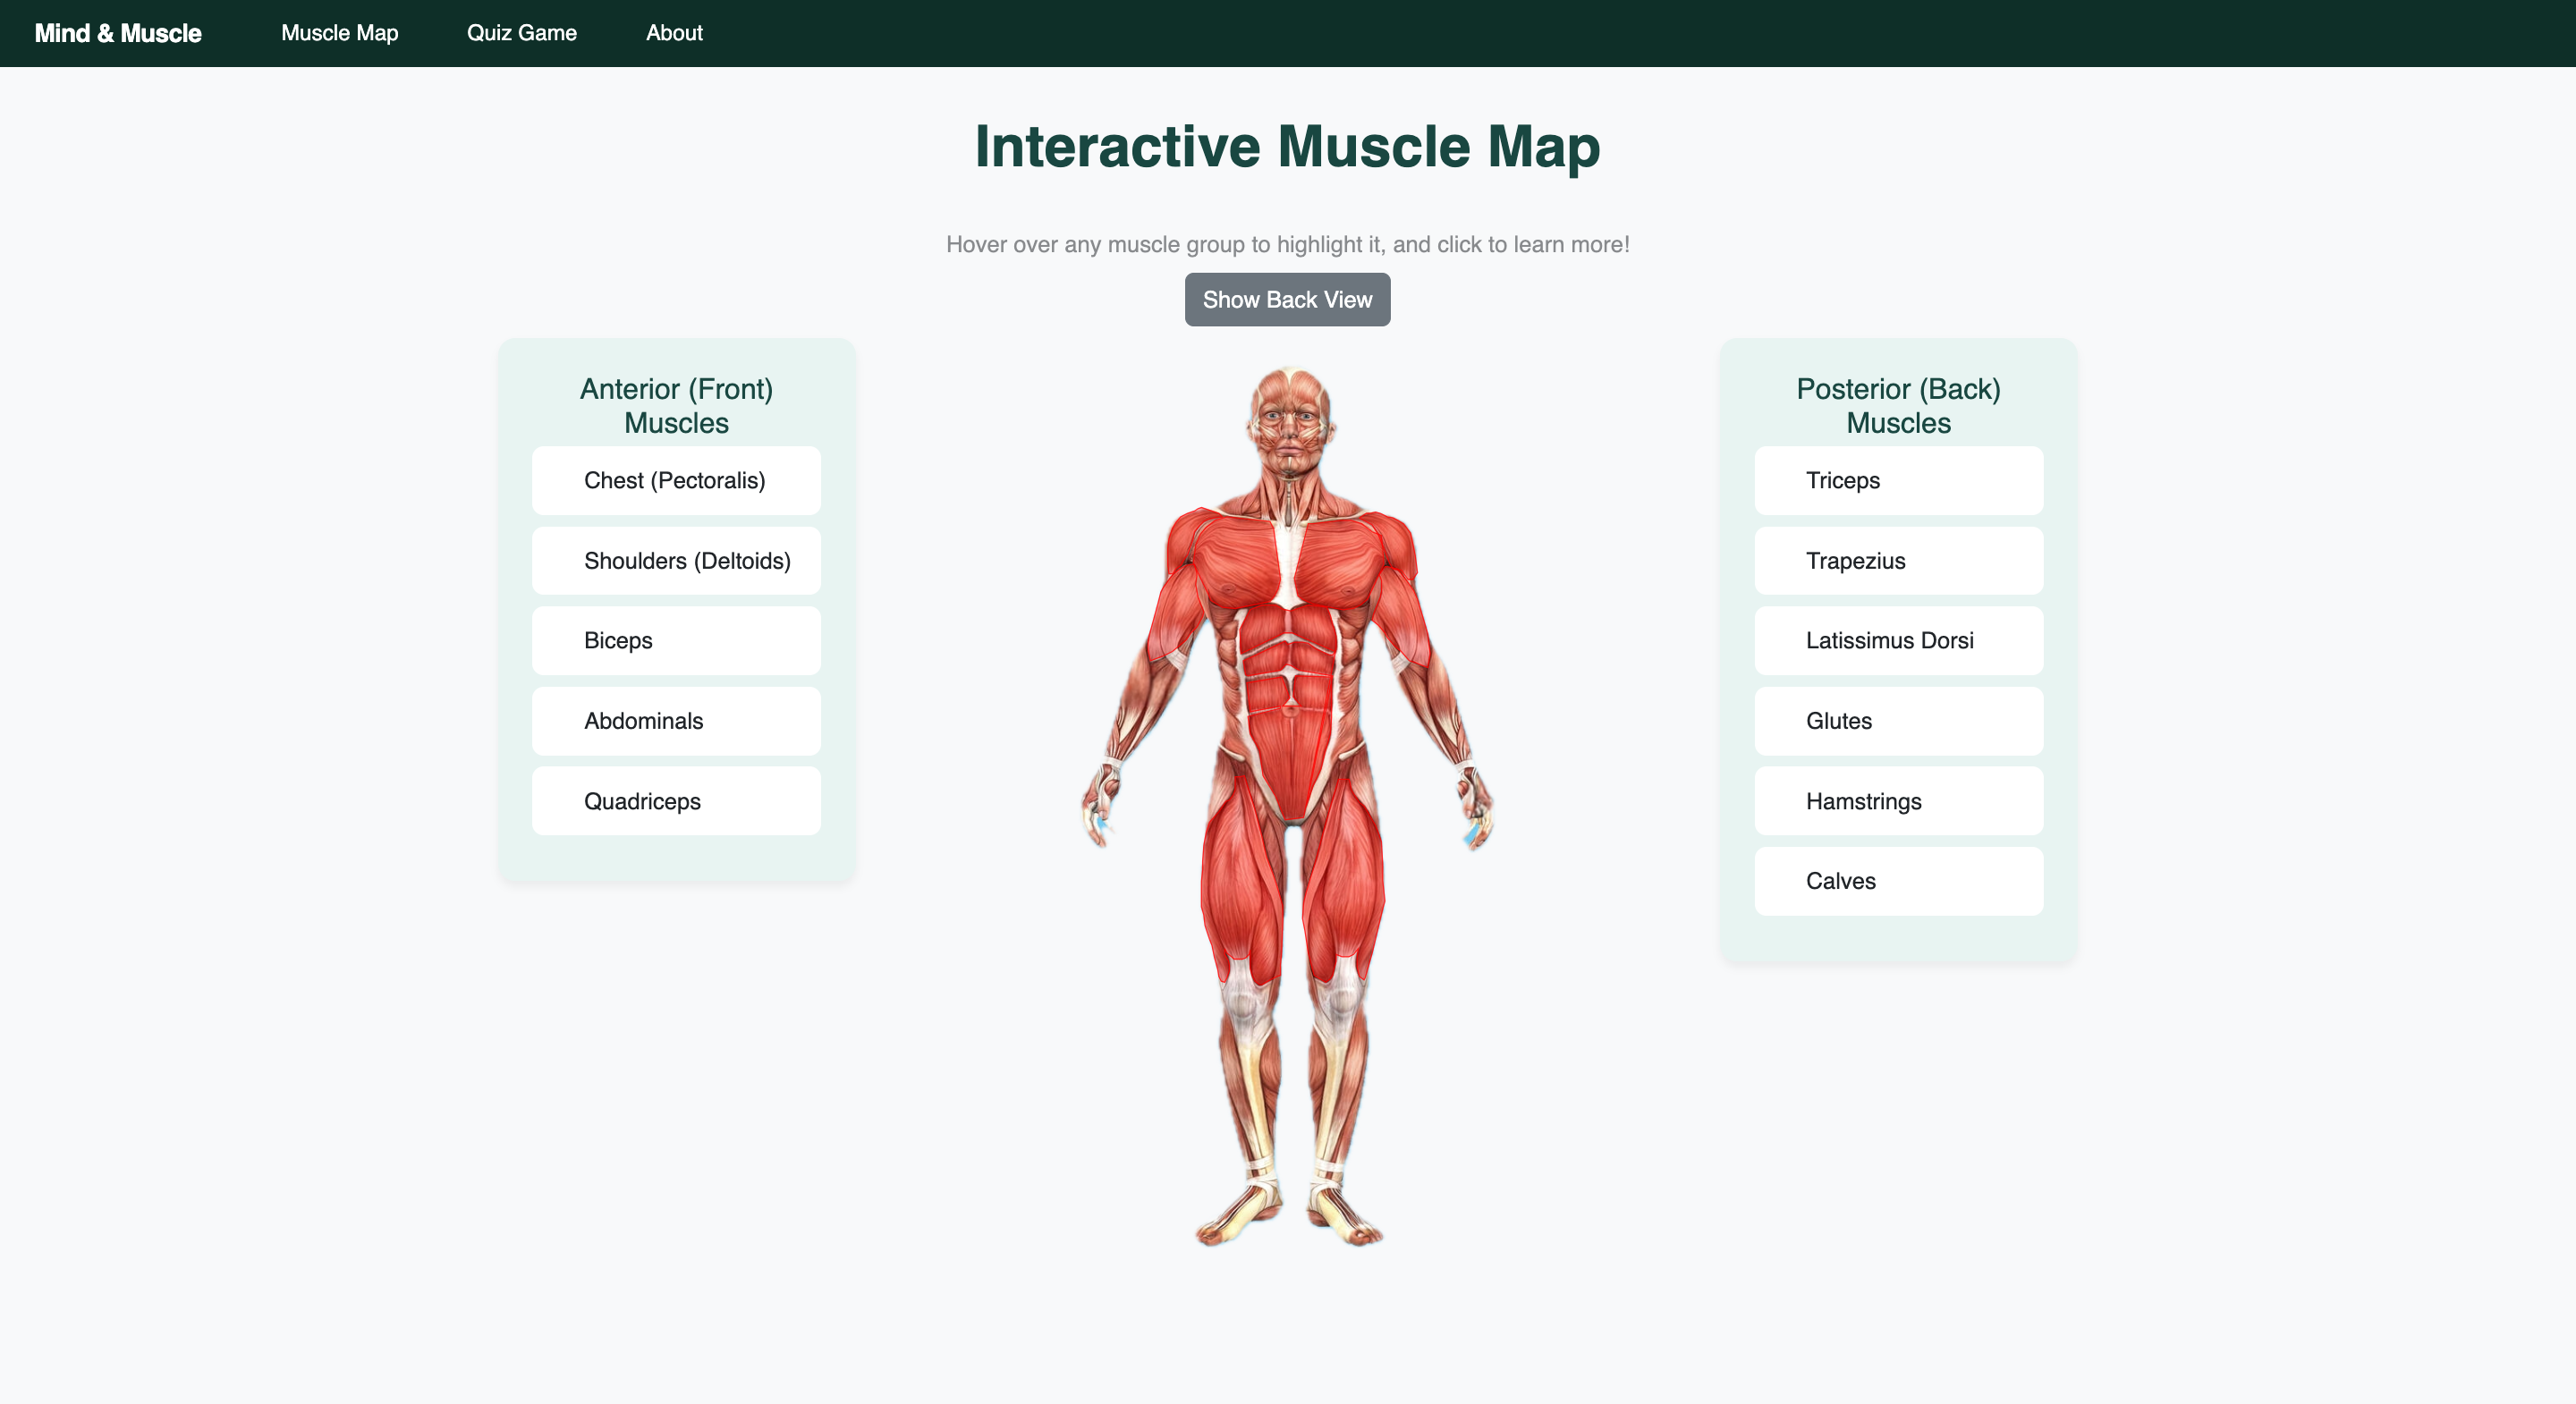 Mind & Muscle
Muscle Map
Quiz Game
About
Interactive Muscle Map
Hover over any muscle group to highlight it, and click to learn more!
Show Back View
Anterior (Front)
Muscles
Chest (Pectoralis)
Shoulders (Deltoids)
Biceps
Abdominals
Quadriceps
Posterior (Back)
Muscles
Triceps
Trapezius
Latissimus Dorsi
Glutes
Hamstrings
Calves